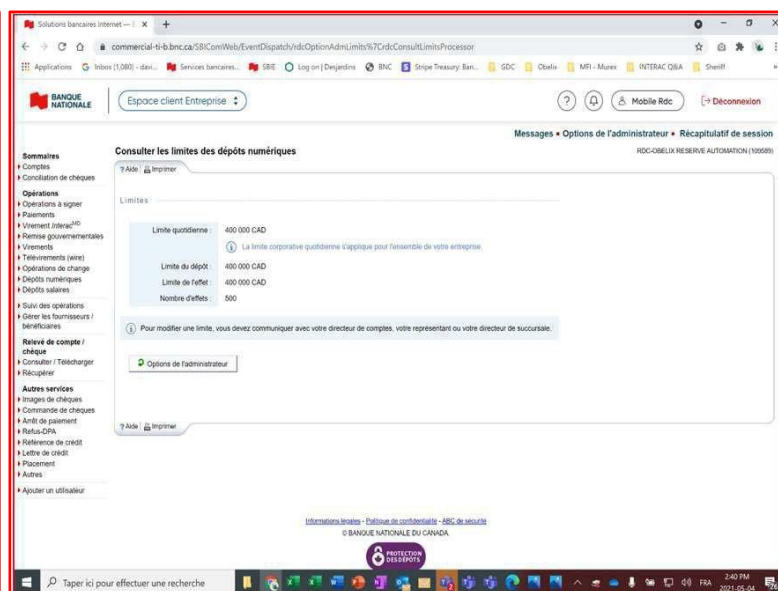 Solutions bancaires Internet — S
commercial-ti-b.bnc.ca/SBIComWeb/EventDispatch/rdcOptionAdmLimits/%7CrdcConsultLimitsProcessor
Applications
Inbox (1,080) - davi...
Services bancaires...
SBIE
Log on | Desjardins
BNC
Stripe Treasury: Ban...
GDC
Obelix
MFI - Murex
INTERAC Q&A
Sheriff
BANQUE
NATIONALE
Espace client Entreprise
Mobile Rdc
Déconnexion
Messages • Options de l'administrateur • Récapitulatif de session
RDC-OBELIX RESERVE AUTOMATION (109589)
Sommaires
Comptes
Conciliation de chèques
Opérations
Opérations à signer
Paiements
Virement Interac MD
Remise gouvernementales
Virements
Télévirements (wire)
Opérations de change
Dépôts numériques
Dépôts salaires
Suivi des opérations
Gérer les fournisseurs /
bénéficiaires
Relevé de compte /
chèque
Consulter / Télécharger
Récupérer
Autres services
Images de chèques
Commande de chèques
Arrêt de paiement
Refus-DPA
Référence de crédit
Lettre de crédit
Placement
Autres
Ajouter un utilisateur
Consulter les limites des dépôts numériques
? Aide Imprimer
Limites
Limite quotidienne : 400 000 CAD
La limite corporative quotidienne s'applique pour l'ensemble de votre entreprise.
Limite du dépôt : 400 000 CAD
Limite de l'effet : 400 000 CAD
Nombre d'effets : 500
Pour modifier une limite, vous devez communiquer avec votre directeur de comptes, votre représentant ou votre directeur de succursale.
Options de l'administrateur
? Aide Imprimer
Informations légales - Politique de confidentialité - ABC de sécurité
© BANQUE NATIONALE DU CANADA.
PROTECTION
DES DÉPÔTS
Taper ici pour effectuer une recherche
FRA
2:40 PM
2021-05-04